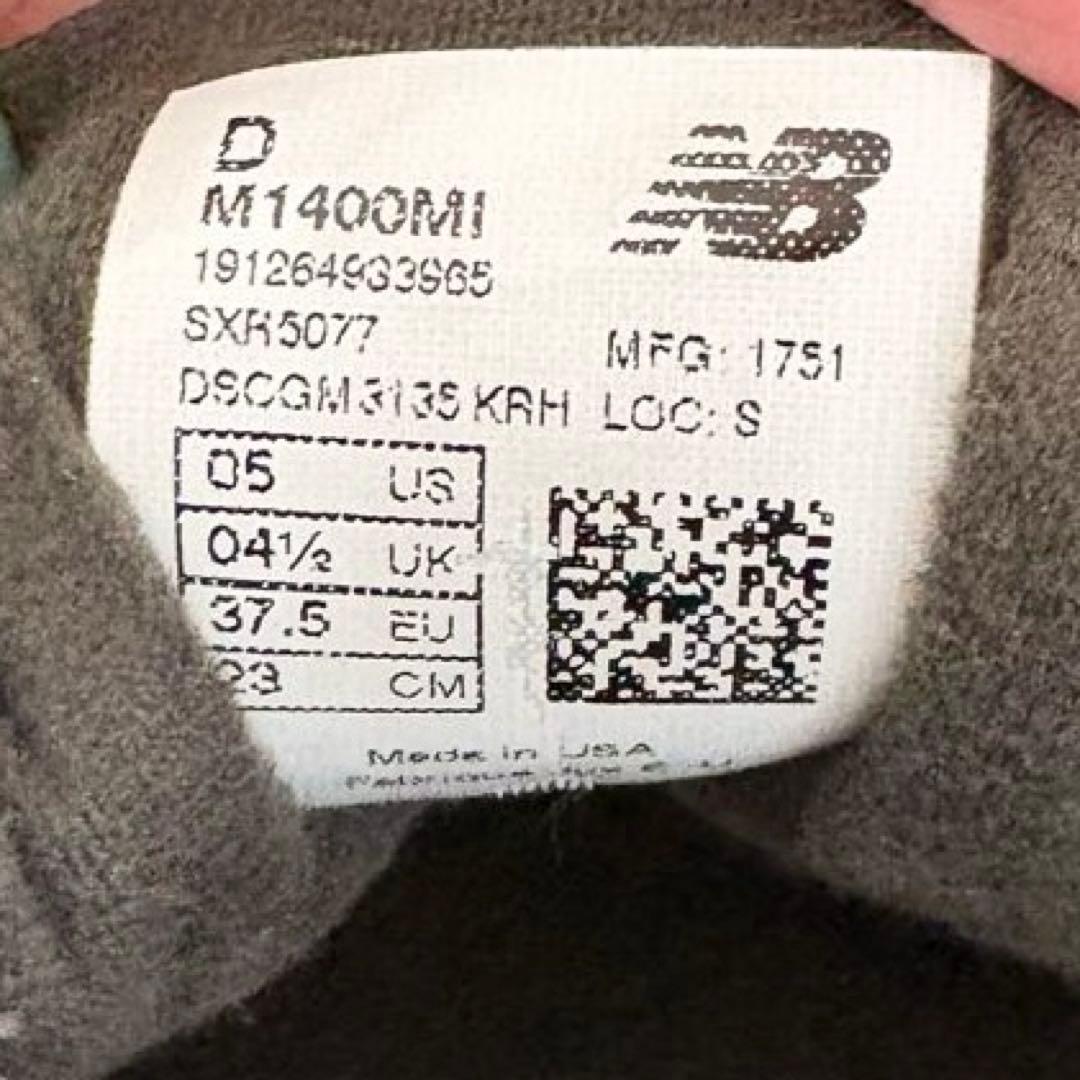 D
M1400MI
191264933965
SXR5077
MFG: 1751
DSCGM3135 KRH LOC: S
05 US
04½ UK
37.5 EU
23 CM
Made in USA